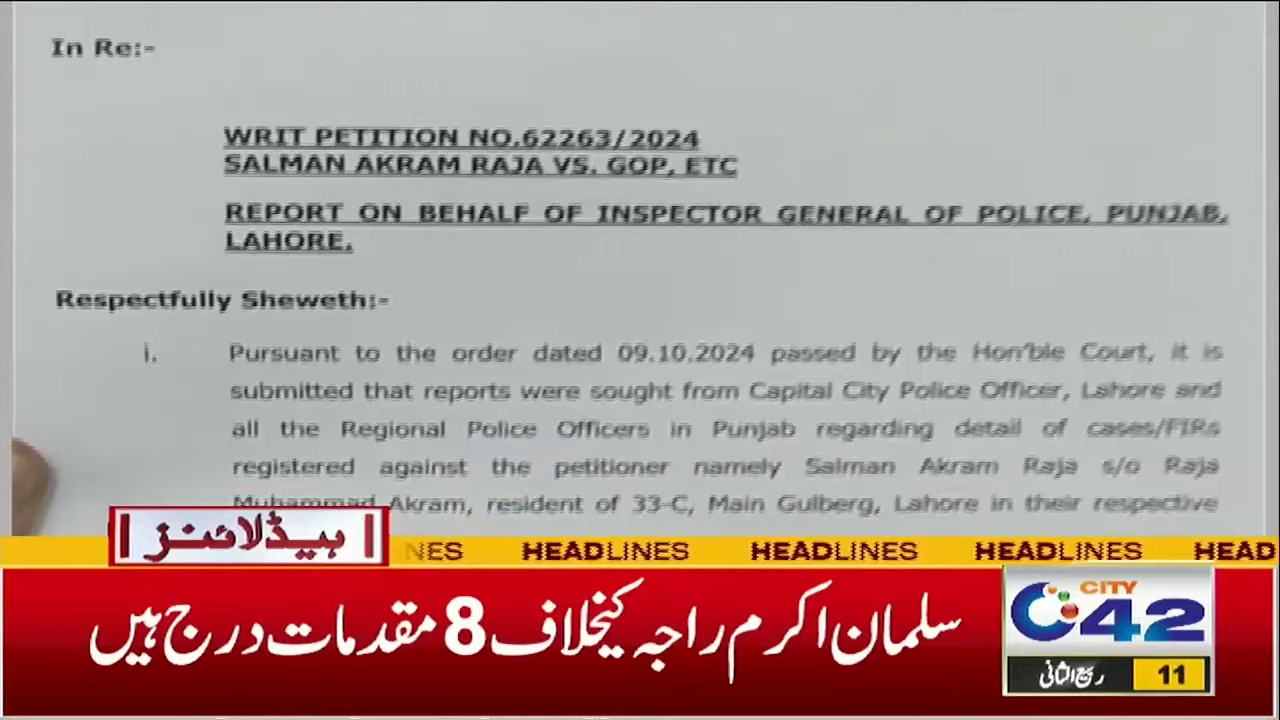 In Re:-
WRIT PETITION NO.62263/2024
SALMAN AKRAM RAJA VS. GOP, ETC
REPORT ON BEHALF OF INSPECTOR GENERAL OF POLICE, PUNJAB,
LAHORE.
Respectfully Sheweth:-
i. Pursuant to the order dated 09.10.2024 passed by the Hon'ble Court, it is
submitted that reports were sought from Capital City Police Officer, Lahore and
all the Regional Police Officers in Punjab regarding detail of cases/FIRs
registered against the petitioner namely Salman Akram Raja s/o Raja
Muhammad Akram, resident of 33-C, Main Gulberg, Lahore in their respective
ہیڈلائنز
NES HEADLINES HEADLINES HEADLINES HEAD
سلمان اکرم راجہ کیخلاف 8 مقدمات درج ہیں
CITY
42
11 ربیع الثانی